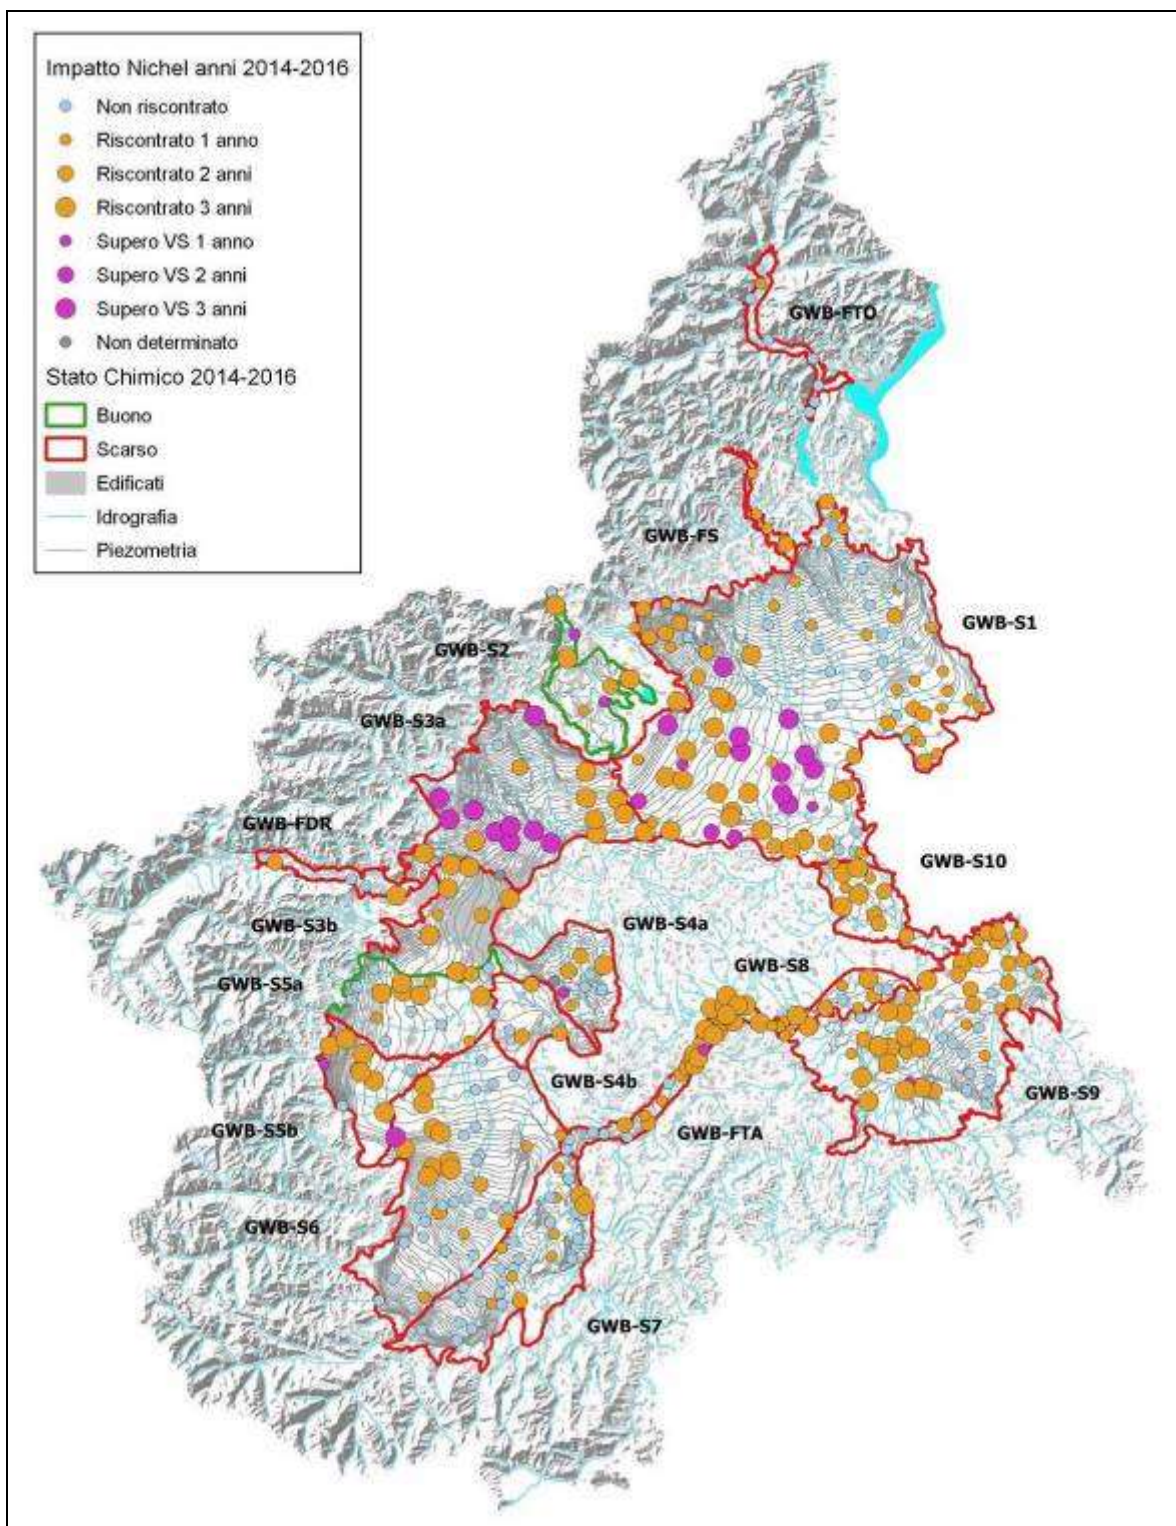 Impatto Nichel anni 2014-2016
Non riscontrato
Riscontrato 1 anno
Riscontrato 2 anni
Riscontrato 3 anni
Supero VS 1 anno
Supero VS 2 anni
Supero VS 3 anni
Non determinato
Stato Chimico 2014-2016
Buono
Scarso
Edificati
Idrografia
Piezometria
GWB-FTO
GWB-FS
GWB-S1
GWB-S2
GWB-S3a
GWB-FDR
GWB-S10
GWB-S3b
GWB-S4a
GWB-S8
GWB-S5a
GWB-S4b
GWB-S9
GWB-S5b
GWB-FTA
GWB-S6
GWB-S7